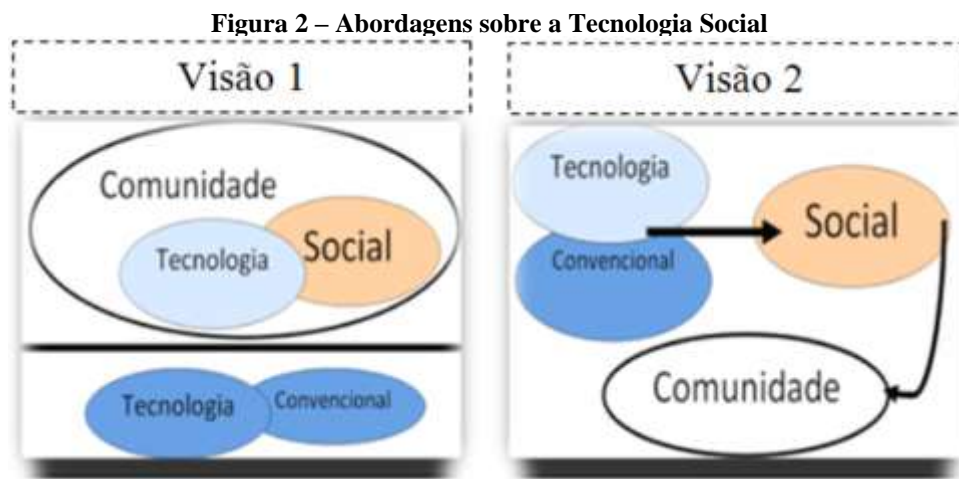 Figura 2 – Abordagens sobre a Tecnologia Social
Visão 1
Comunidade
Tecnologia
Social
Tecnologia
Convencional
Visão 2
Tecnologia
Convencional
Social
Comunidade